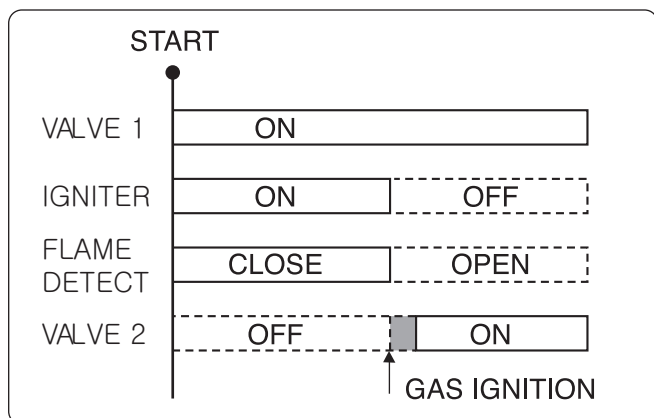 START
VALVE 1 ON
IGNITER ON OFF
FLAME
DETECT CLOSE OPEN
VALVE 2 OFF ON
GAS IGNITION